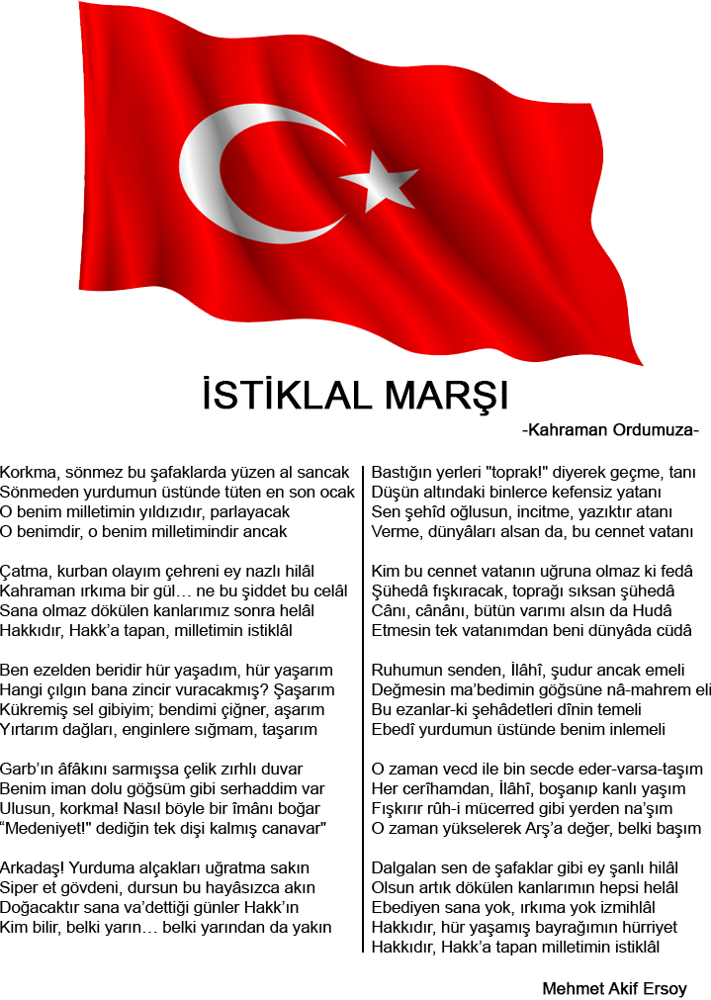 İSTİKLAL MARŞI
-Kahraman Ordumuza-
Korkma, sönmez bu şafaklarda yüzen al sancak
Sönmeden yurdumun üstünde tüten en son ocak
O benim milletimin yıldızıdır, parlayacak
O benimdir, o benim milletimindir ancak
Çatma, kurban olayım çehreni ey nazlı hilâl
Kahraman ırkıma bir gül… ne bu şiddet bu celâl
Sana olmaz dökülen kanlarımız sonra helâl
Hakkıdır, Hakk’a tapan, milletimin istiklâl
Ben ezelden beridir hür yaşadım, hür yaşarım
Hangi çılgın bana zincir vuracakmış? Şaşarım
Kükremiş sel gibiyim; bendimi çiğner, aşarım
Yırtarım dağları, enginlere sığmam, taşarım
Garb’ın âfâkını sarmışsa çelik zırhlı duvar
Benim iman dolu göğsüm gibi serhaddim var
Ulusun, korkma! Nasıl böyle bir îmânı boğar
“Medeniyet!" dediğin tek dişi kalmış canavar"
Arkadaş! Yurduma alçakları uğratma sakın
Siper et gövdeni, dursun bu hayâsızca akın
Doğacaktır sana va’dettiği günler Hakk’ın
Kim bilir, belki yarın… belki yarından da yakın
Bastığın yerleri "toprak!" diyerek geçme, tanı
Düşün altındaki binlerce kefensiz yatanı
Sen şehîd oğlusun, incitme, yazıktır atanı
Verme, dünyâları alsan da, bu cennet vatanı
Kim bu cennet vatanın uğruna olmaz ki fedâ
Şühedâ fışkıracak, toprağı sıksan şühedâ
Cânı, cânânı, bütün varımı alsın da Hudâ
Etmesin tek vatanımdan beni dünyâda cüdâ
Ruhumun senden, İlâhî, şudur ancak emeli
Değmesin ma’bedimin göğsüne nâ-mahrem eli
Bu ezanlar-ki şehâdetleri dînin temeli
Ebedî yurdumun üstünde benim inlemeli
O zaman vecd ile bin secde eder-varsa-taşım
Her cerîhamdan, İlâhî, boşanıp kanlı yaşım
Fışkırır rûh-i mücerred gibi yerden na’şım
O zaman yükselerek Arş’a değer, belki başım
Dalgalan sen de şafaklar gibi ey şanlı hilâl
Olsun artık dökülen kanlarımın hepsi helâl
Ebediyen sana yok, ırkıma yok izmihlâl
Hakkıdır, hür yaşamış bayrağımın hürriyet
Hakkıdır, Hakk’a tapan milletimin istiklâl
Mehmet Akif Ersoy